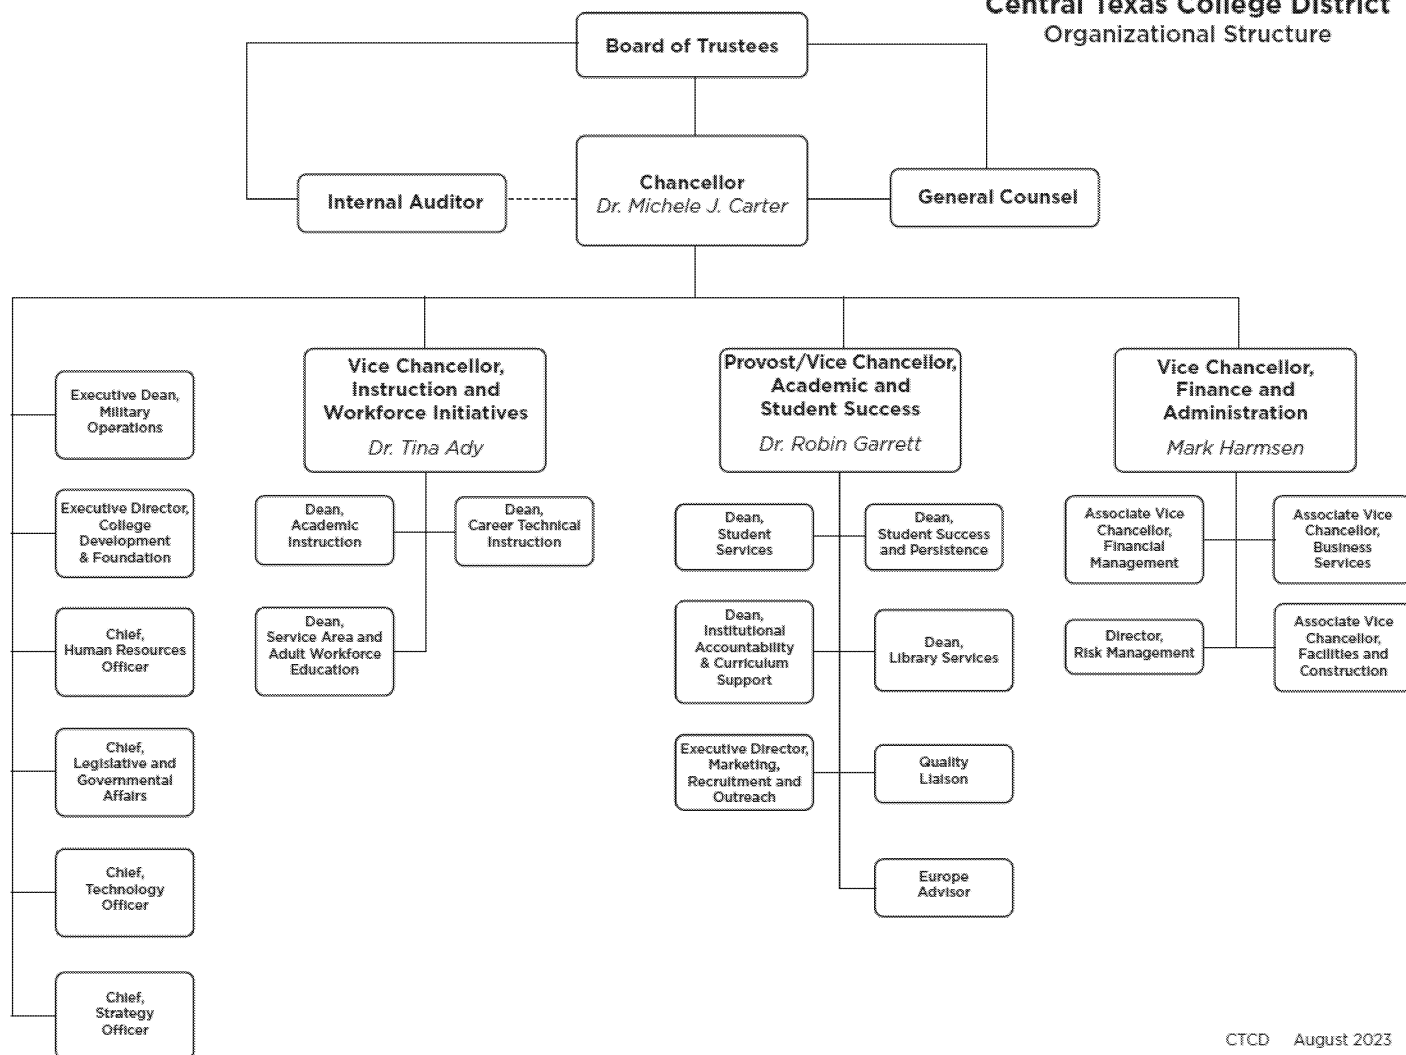 Central Texas College District
Organizational Structure
Board of Trustees
Chancellor
Dr. Michele J. Carter
Internal Auditor
General Counsel
Executive Dean,
Military
Operations
Executive Director,
College
Development
& Foundation
Chief,
Human Resources
Officer
Chief,
Legislative and
Governmental
Affairs
Chief,
Technology
Officer
Chief,
Strategy
Officer
Vice Chancellor,
Instruction and
Workforce Initiatives
Dr. Tina Ady
Dean,
Academic
Instruction
Dean,
Career Technical
Instruction
Dean,
Service Area and
Adult Workforce
Education
Provost/Vice Chancellor,
Academic and
Student Success
Dr. Robin Garrett
Dean,
Student
Services
Dean,
Student Success
and Persistence
Dean,
Institutional
Accountability
& Curriculum
Support
Dean,
Library Services
Executive Director,
Marketing,
Recruitment and
Outreach
Quality
Liaison
Europe
Advisor
Vice Chancellor,
Finance and
Administration
Mark Harmsen
Associate Vice
Chancellor,
Financial
Management
Associate Vice
Chancellor,
Business
Services
Director,
Risk Management
Associate Vice
Chancellor,
Facilities and
Construction
CTCD August 2023